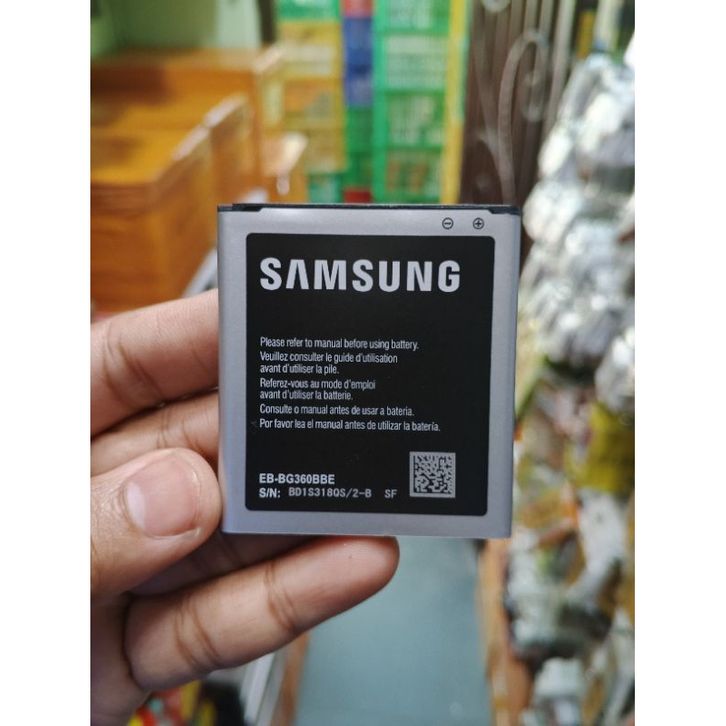 SAMSUNG
Please refer to manual before using battery.
Veuillez consulter le guide d'utilisation
avant d'utiliser la pile.
Referez-vous au mode d'emploi
avant d'utiliser la batterie.
Consulte o manual antes de usar a bateria.
Por favor lea el manual antes de utilizar la batería.
EB-BG360BBE
S/N: BD1S318QS/2-B SF